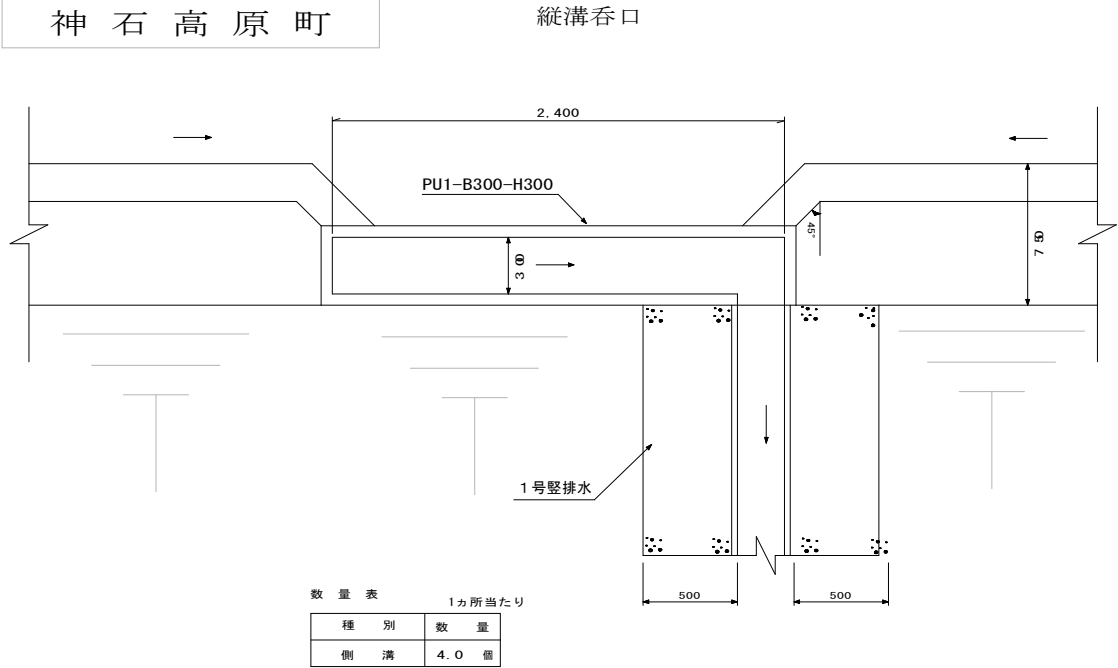 神石高原町
縦溝呑口
2,400
PU1-B300-H300
45°
300
750
1号竪排水
500
500
数量表
1ヵ所当たり
種別 数量
側溝 4.0 個